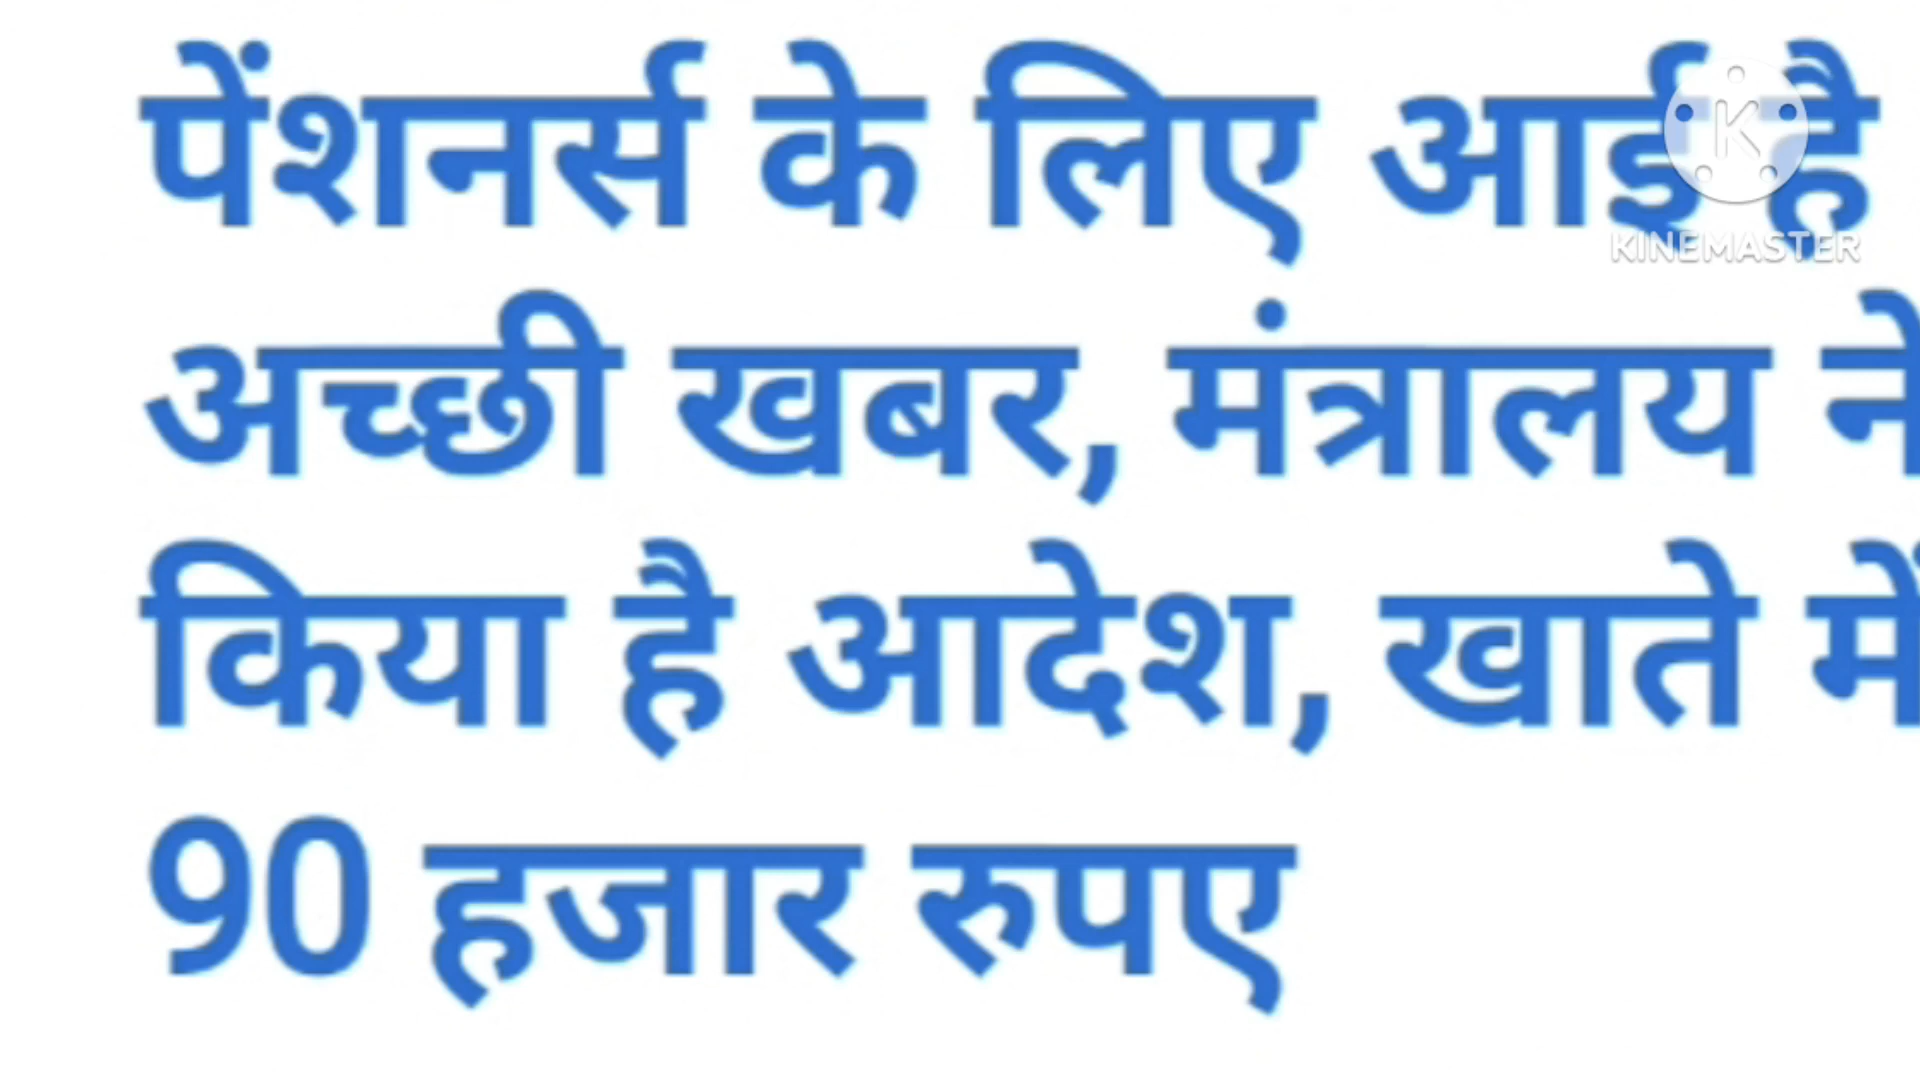 पेंशनर्स के लिए आई है
अच्छी खबर, मंत्रालय ने
किया है आदेश, खाते में
90 हजार रुपए
KINEMASTER